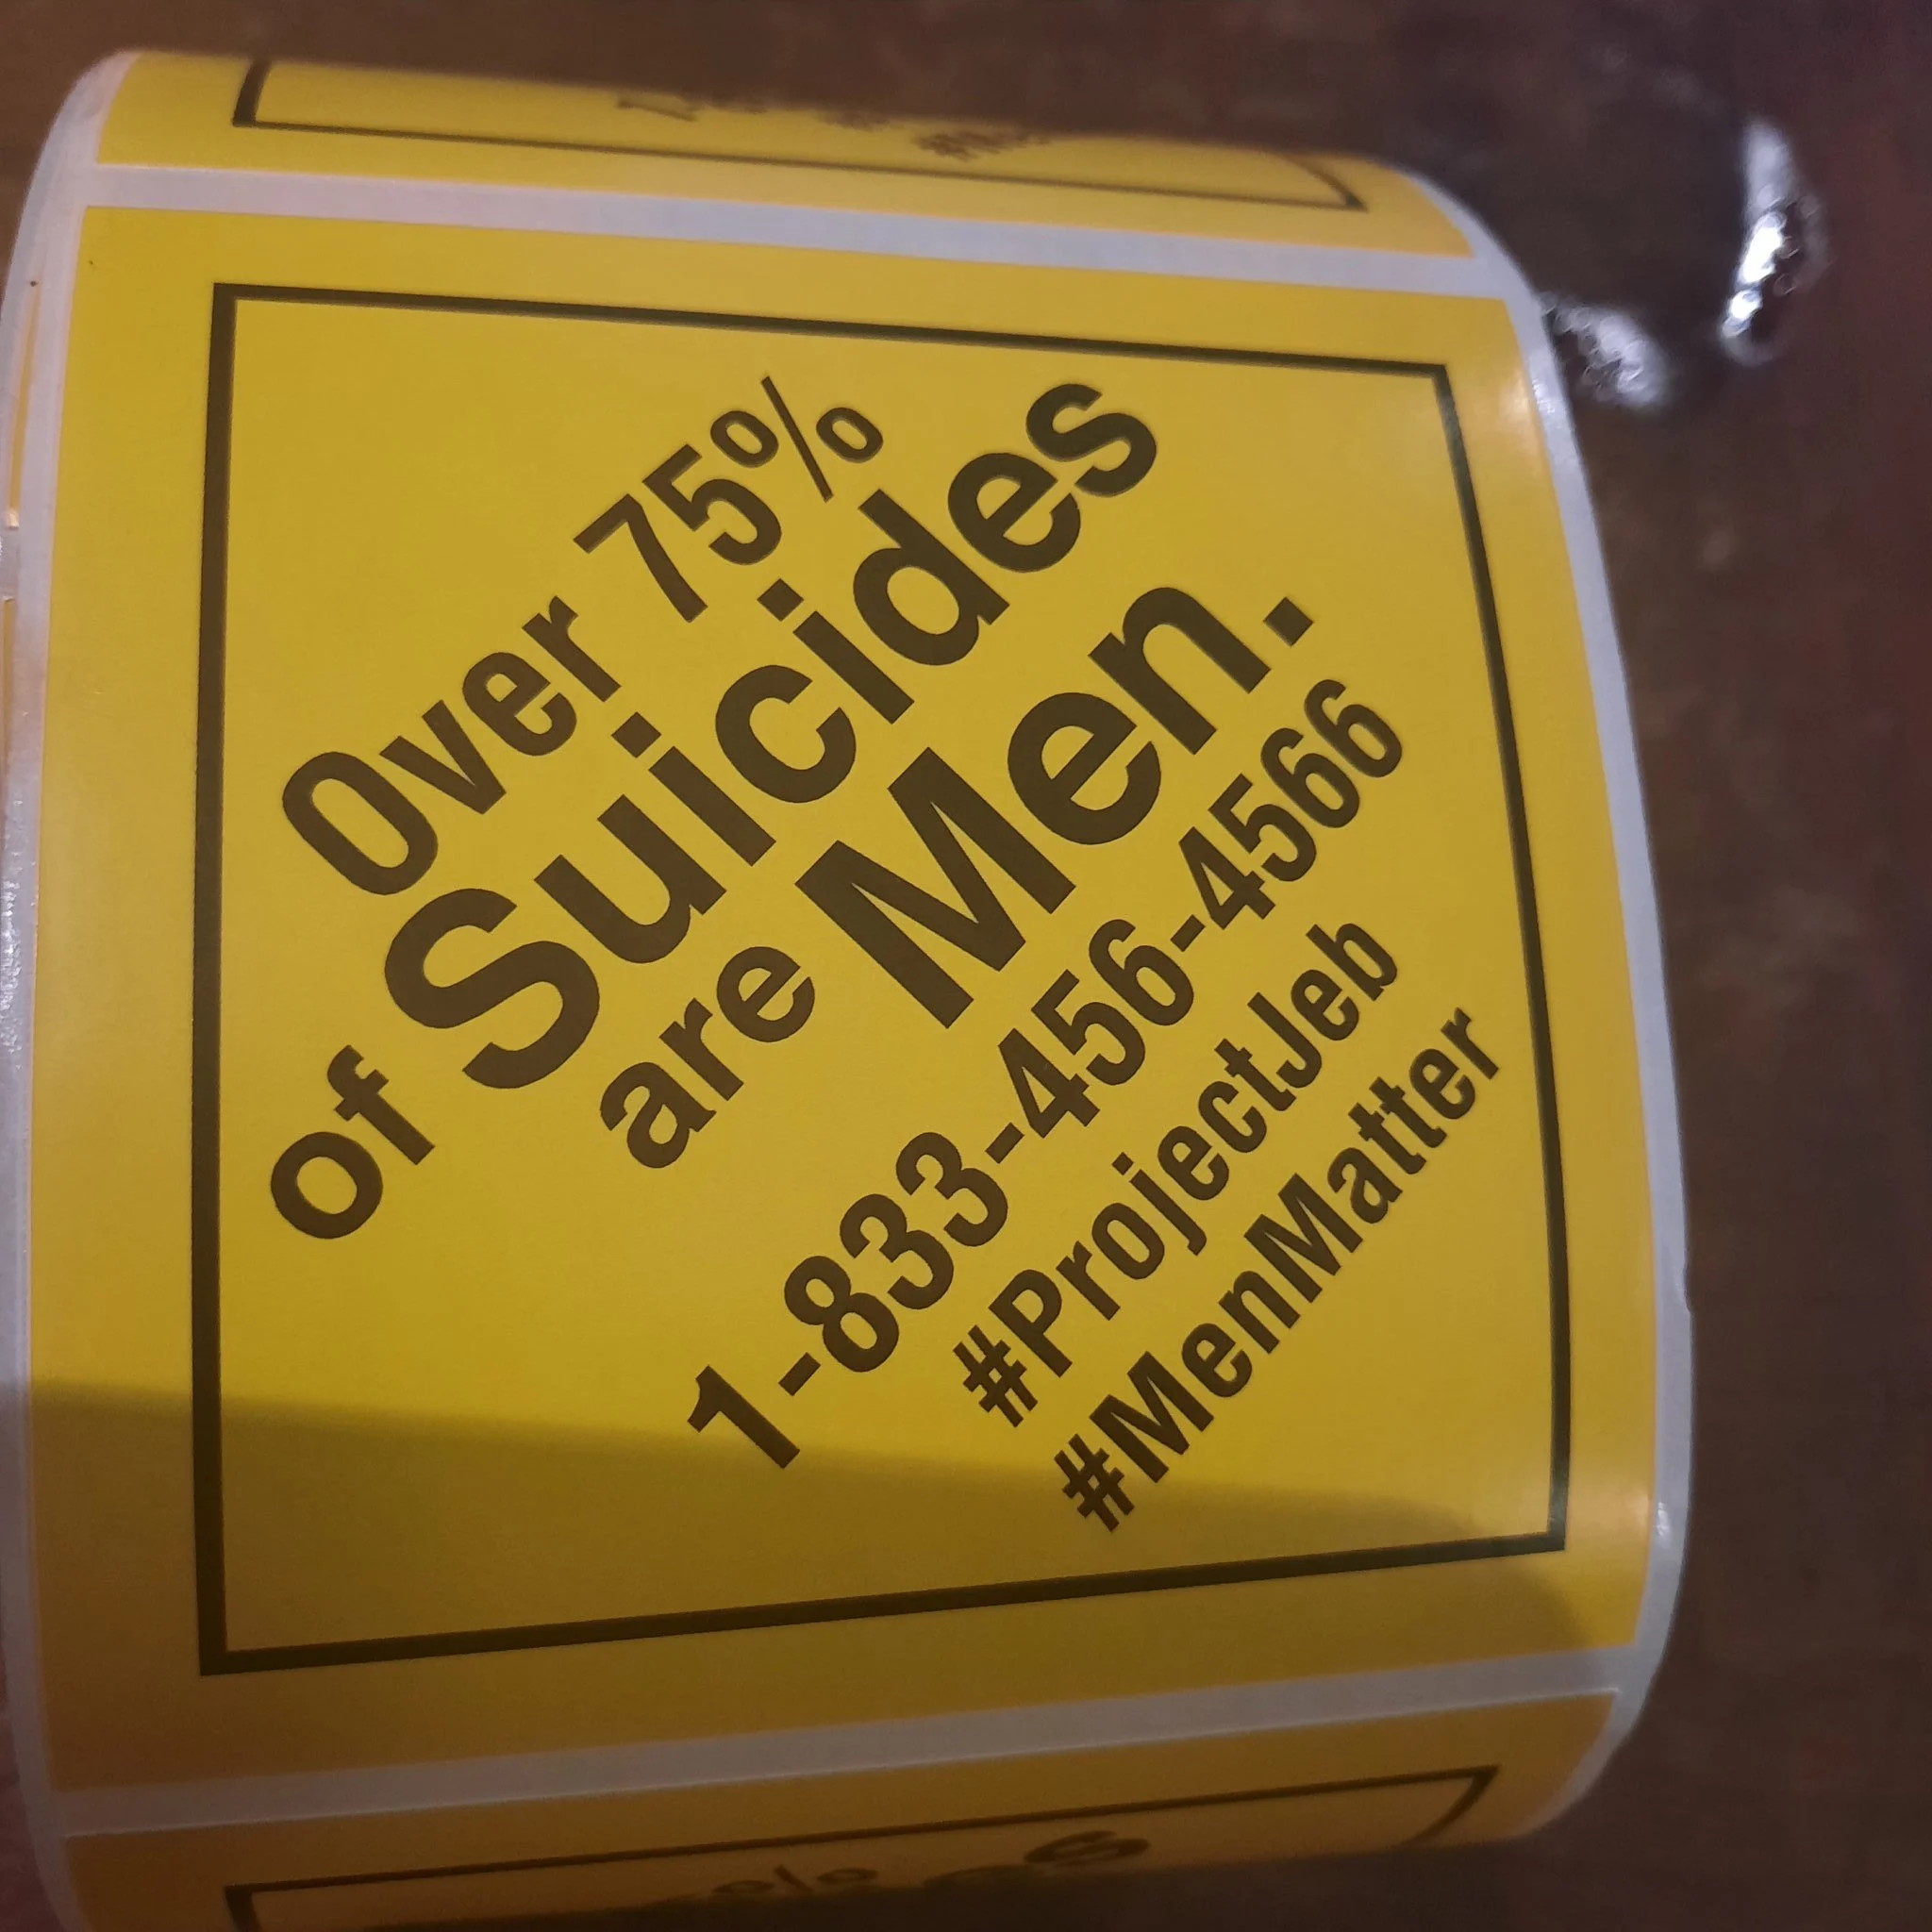 Over 75%
of Suicides
are Men.
1-833-456-4566
#ProjectJeb
#MenMatter